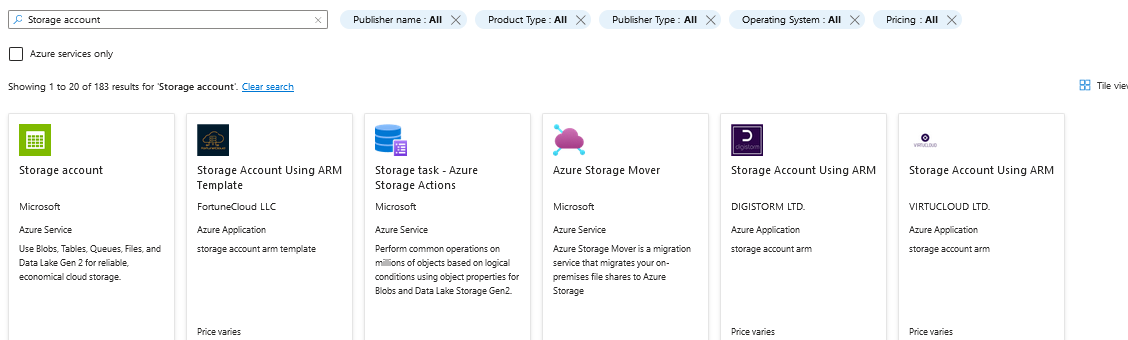 Storage account
Publisher name : All
Product Type : All
Publisher Type : All
Operating System : All
Pricing : All
Azure services only
Showing 1 to 20 of 183 results for 'Storage account'. Clear search
Tile view
Storage account
Microsoft
Azure Service
Use Blobs, Tables, Queues, Files, and
Data Lake Gen 2 for reliable,
economical cloud storage.
FORTUNECLOUD
Storage Account Using ARM
Template
FortuneCloud LLC
Azure Application
storage account arm template
Price varies
Storage task - Azure
Storage Actions
Microsoft
Azure Service
Perform common operations on
millions of objects based on logical
conditions using object properties for
Blobs and Data Lake Storage Gen2.
Azure Storage Mover
Microsoft
Azure Service
Azure Storage Mover is a migration
service that migrates your on-
premises file shares to Azure
Storage
digistorm
Storage Account Using ARM
DIGISTORM LTD.
Azure Application
storage account arm
Price varies
VIRTUCLOUD
Storage Account Using ARM
VIRTUCLOUD LTD.
Azure Application
storage account arm
Price varies